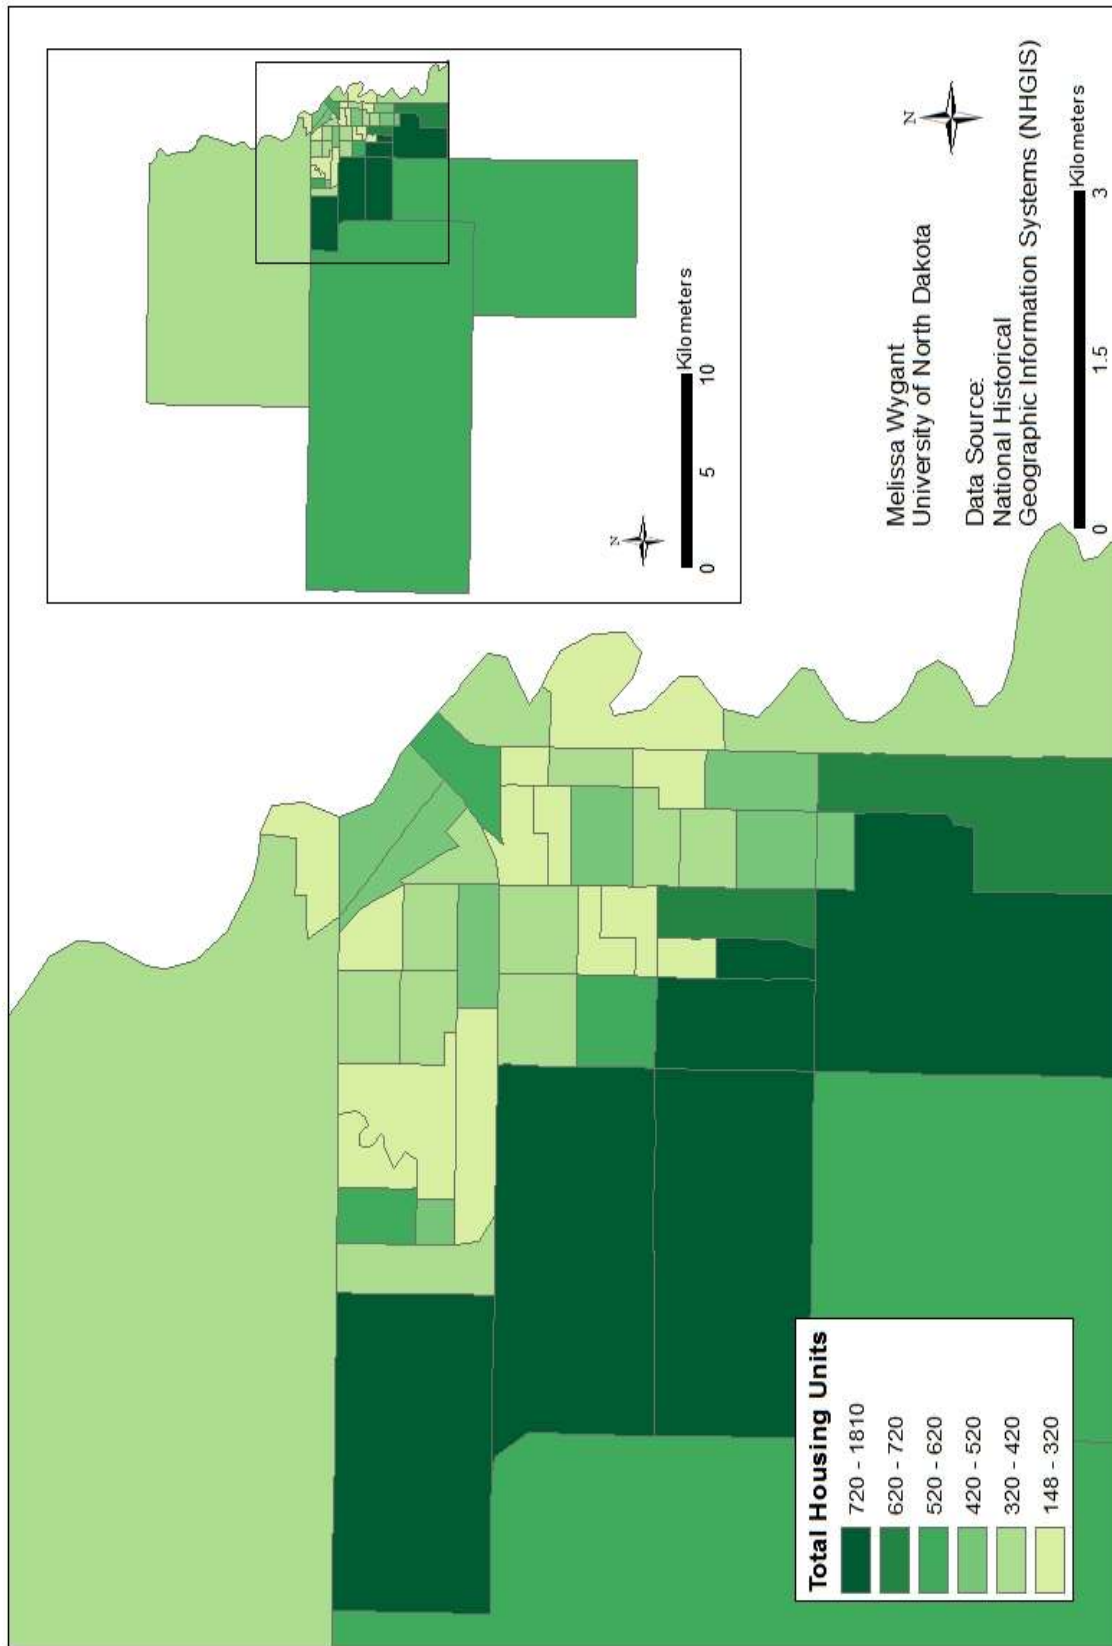 N
0
5
10
Kilometers
N
Melissa Wygant
University of North Dakota
Data Source:
National Historical
Geographic Information Systems (NHGIS)
0
1.5
3
Kilometers
Total Housing Units
720 - 1810
620 - 720
520 - 620
420 - 520
320 - 420
148 - 320